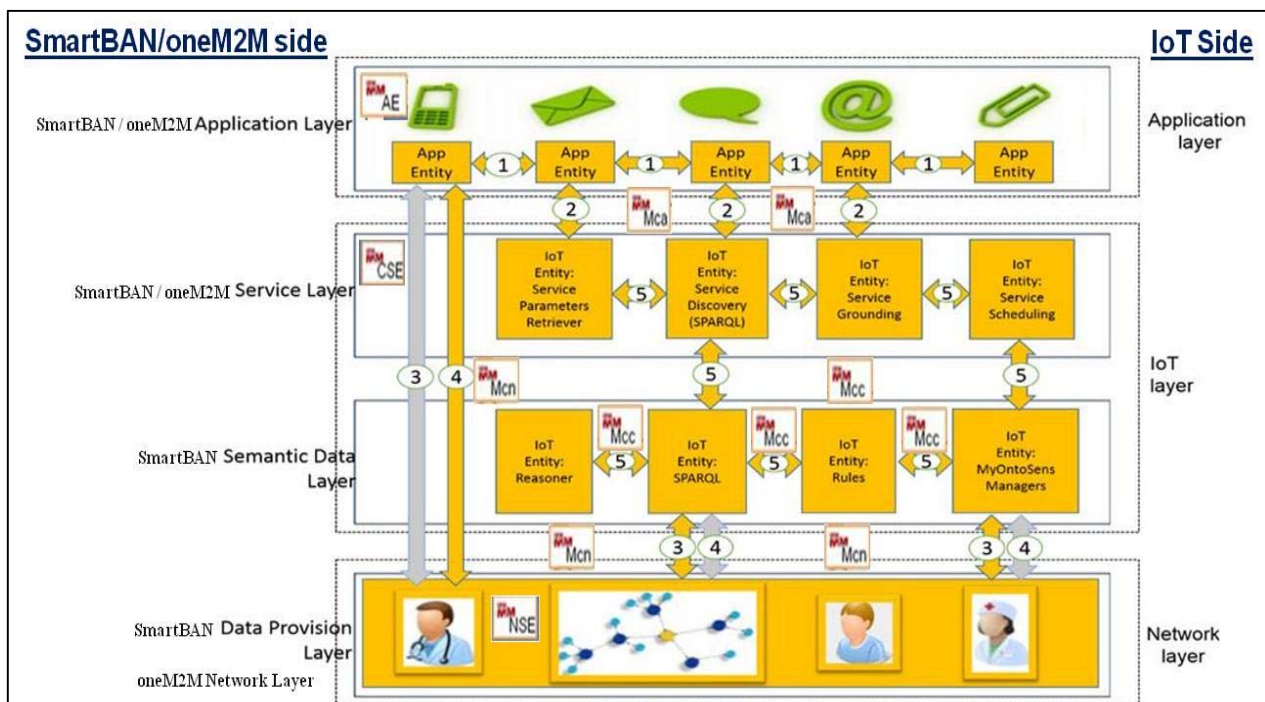 SmartBAN/oneM2M side
IoT Side
AE
SmartBAN / oneM2M Application Layer
Application
layer
App
Entity
1
App
Entity
1
App
Entity
1
App
Entity
1
App
Entity
2
Mca
2
Mca
2
CSE
SmartBAN / oneM2M Service Layer
IoT
Entity:
Service
Parameters
Retriever
5
IoT
Entity:
Service
Discovery
(SPARQL)
5
IoT
Entity:
Service
Grounding
5
IoT
Entity:
Service
Scheduling
IoT
layer
3
4
Mcn
5
Mcc
5
SmartBAN Semantic Data
Layer
IoT
Entity:
Reasoner
Mcc
5
IoT
Entity:
SPARQL
Mcc
5
IoT
Entity:
Rules
Mcc
5
IoT
Entity:
MyOntoSens
Managers
Mcn
3
4
Mcn
3
4
SmartBAN Data Provision
Layer
oneM2M Network Layer
NSE
Network
layer